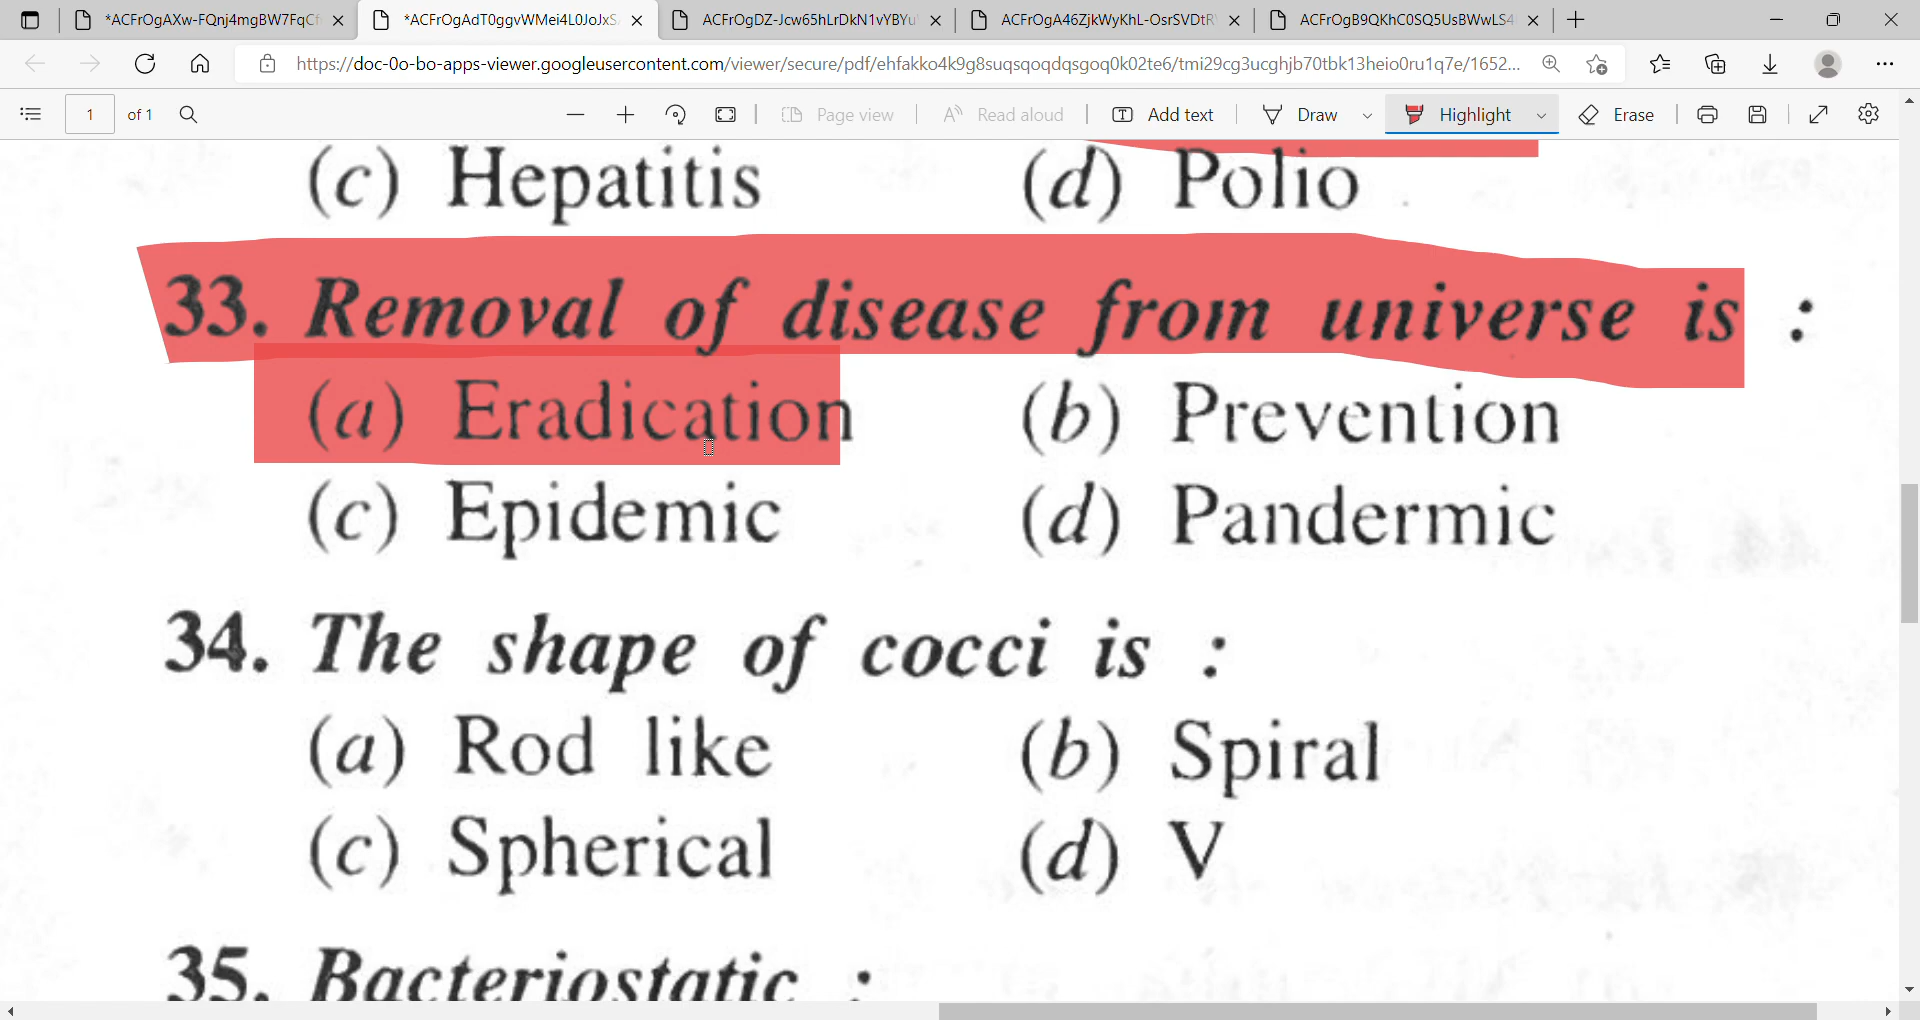 *ACFrOgAXw-FQnj4mgBW7FqCf
*ACFrOgAdT0ggvWMei4L0JoJxS
ACFrOgDZ-Jcw65hLrDkN1vYBYu
ACFrOgA46ZjkWyKhL-OsrSVDtR
ACFrOgB9QKhC0SQ5UsBWwLS4
https://doc-0o-bo-apps-viewer.googleusercontent.com/viewer/secure/pdf/ehfakko4k9g8suqsqoqdqsgoq0k02te6/tmi29cg3ucghjb70tbk13heio0ru1q7e/1652...
1 of 1 Page view Read aloud Add text Draw Highlight Erase
(c) Hepatitis (d) Polio
33. Removal of disease from universe is :
(a) Eradication (b) Prevention
(c) Epidemic (d) Pandermic
34. The shape of cocci is :
(a) Rod like (b) Spiral
(c) Spherical (d) V
35. Bacteriostatic :